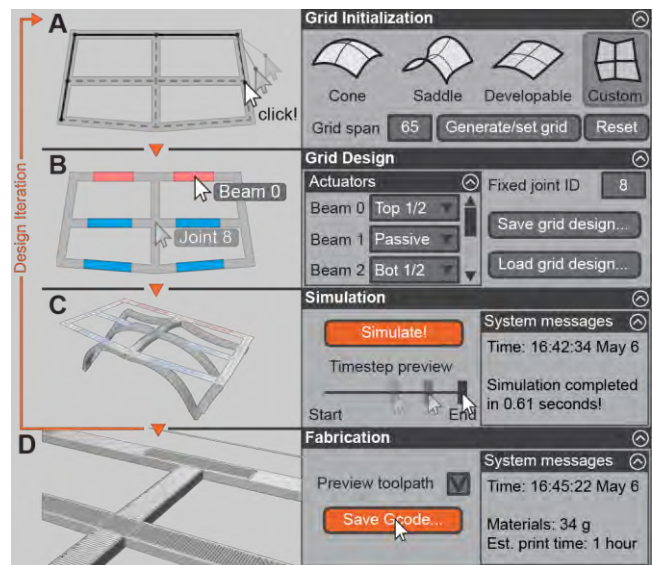 A
click!
Grid Initialization
Cone
Saddle
Developable
Custom
Grid span
65
Generate/set grid
Reset
Design Iteration
B
Beam 0
Joint 8
Grid Design
Actuators
Beam 0
Top 1/2
Beam 1
Passive
Beam 2
Bot 1/2
Fixed joint ID
8
Save grid design...
Load grid design...
C
Simulation
Simulate!
Timestep preview
Start
End
System messages
Time: 16:42:34 May 6
Simulation completed
in 0.61 seconds!
D
Fabrication
Preview toolpath
Save Gcode...
System messages
Time: 16:45:22 May 6
Materials: 34 g
Est. print time: 1 hour